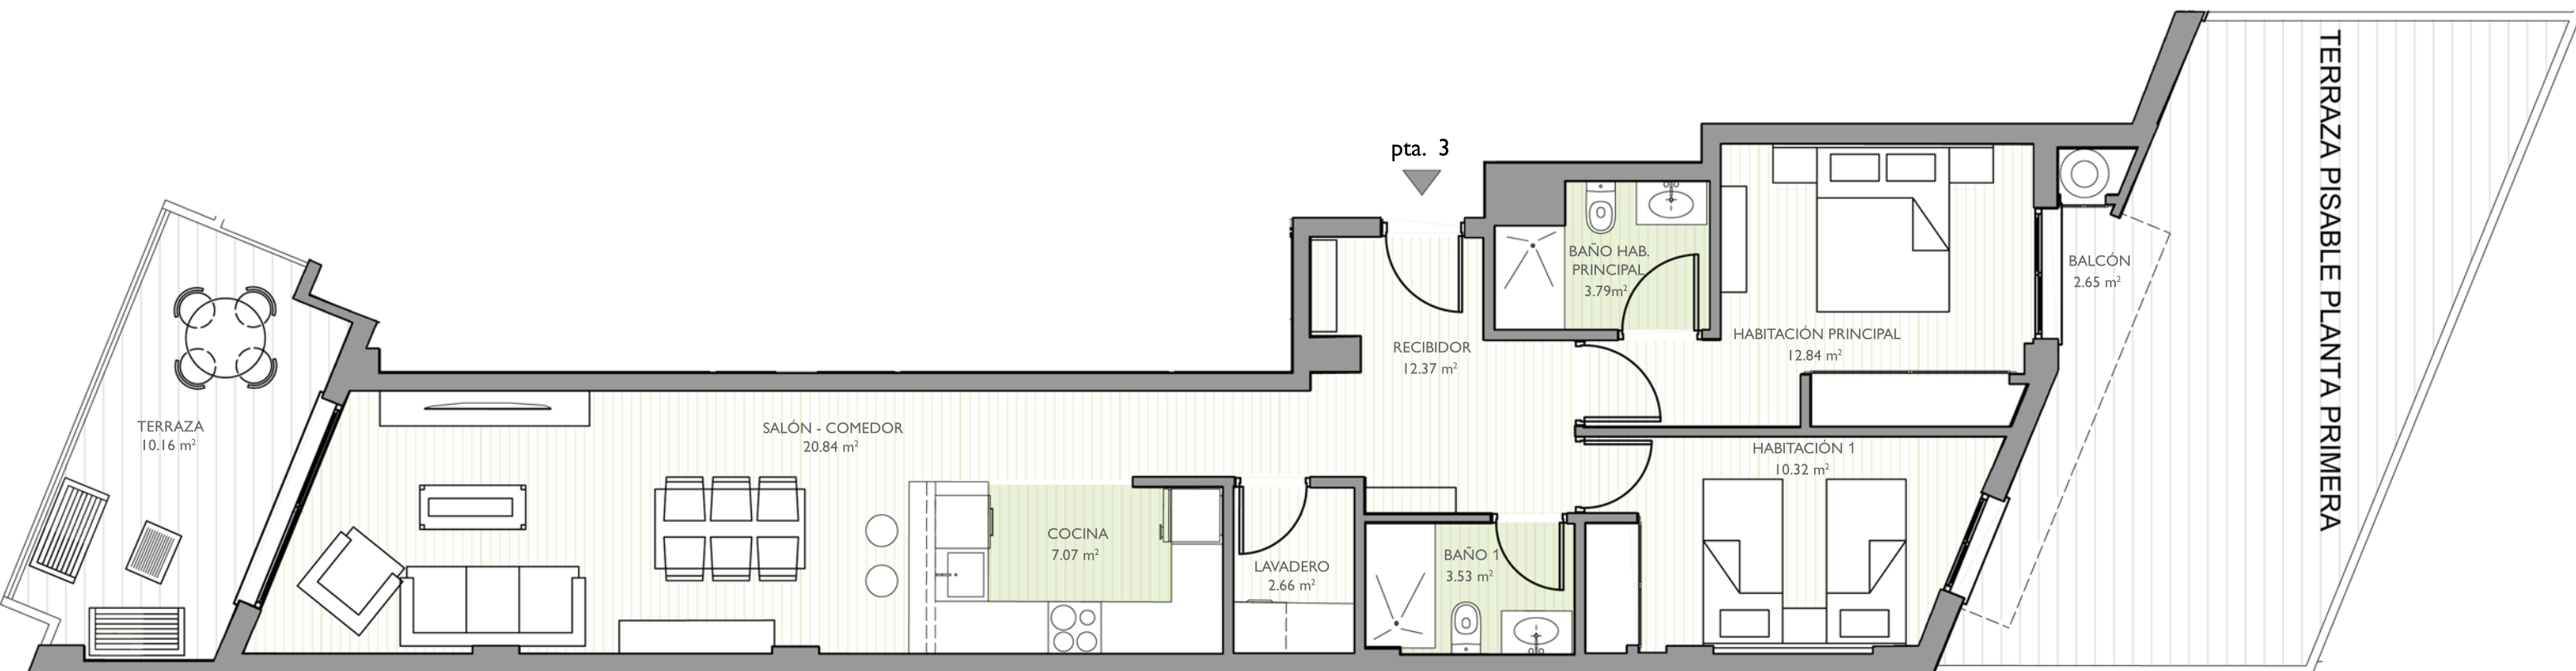 pta. 3
TERRAZA
10.16 m²
SALÓN - COMEDOR
20.84 m²
COCINA
7.07 m²
LAVADERO
2.66 m²
RECIBIDOR
12.37 m²
BAÑO 1
3.53 m²
BAÑO HAB.
PRINCIPAL
3.79m²
HABITACIÓN PRINCIPAL
12.84 m²
HABITACIÓN 1
10.32 m²
BALCÓN
2.65 m²
TERRAZA PISABLE PLANTA PRIMERA